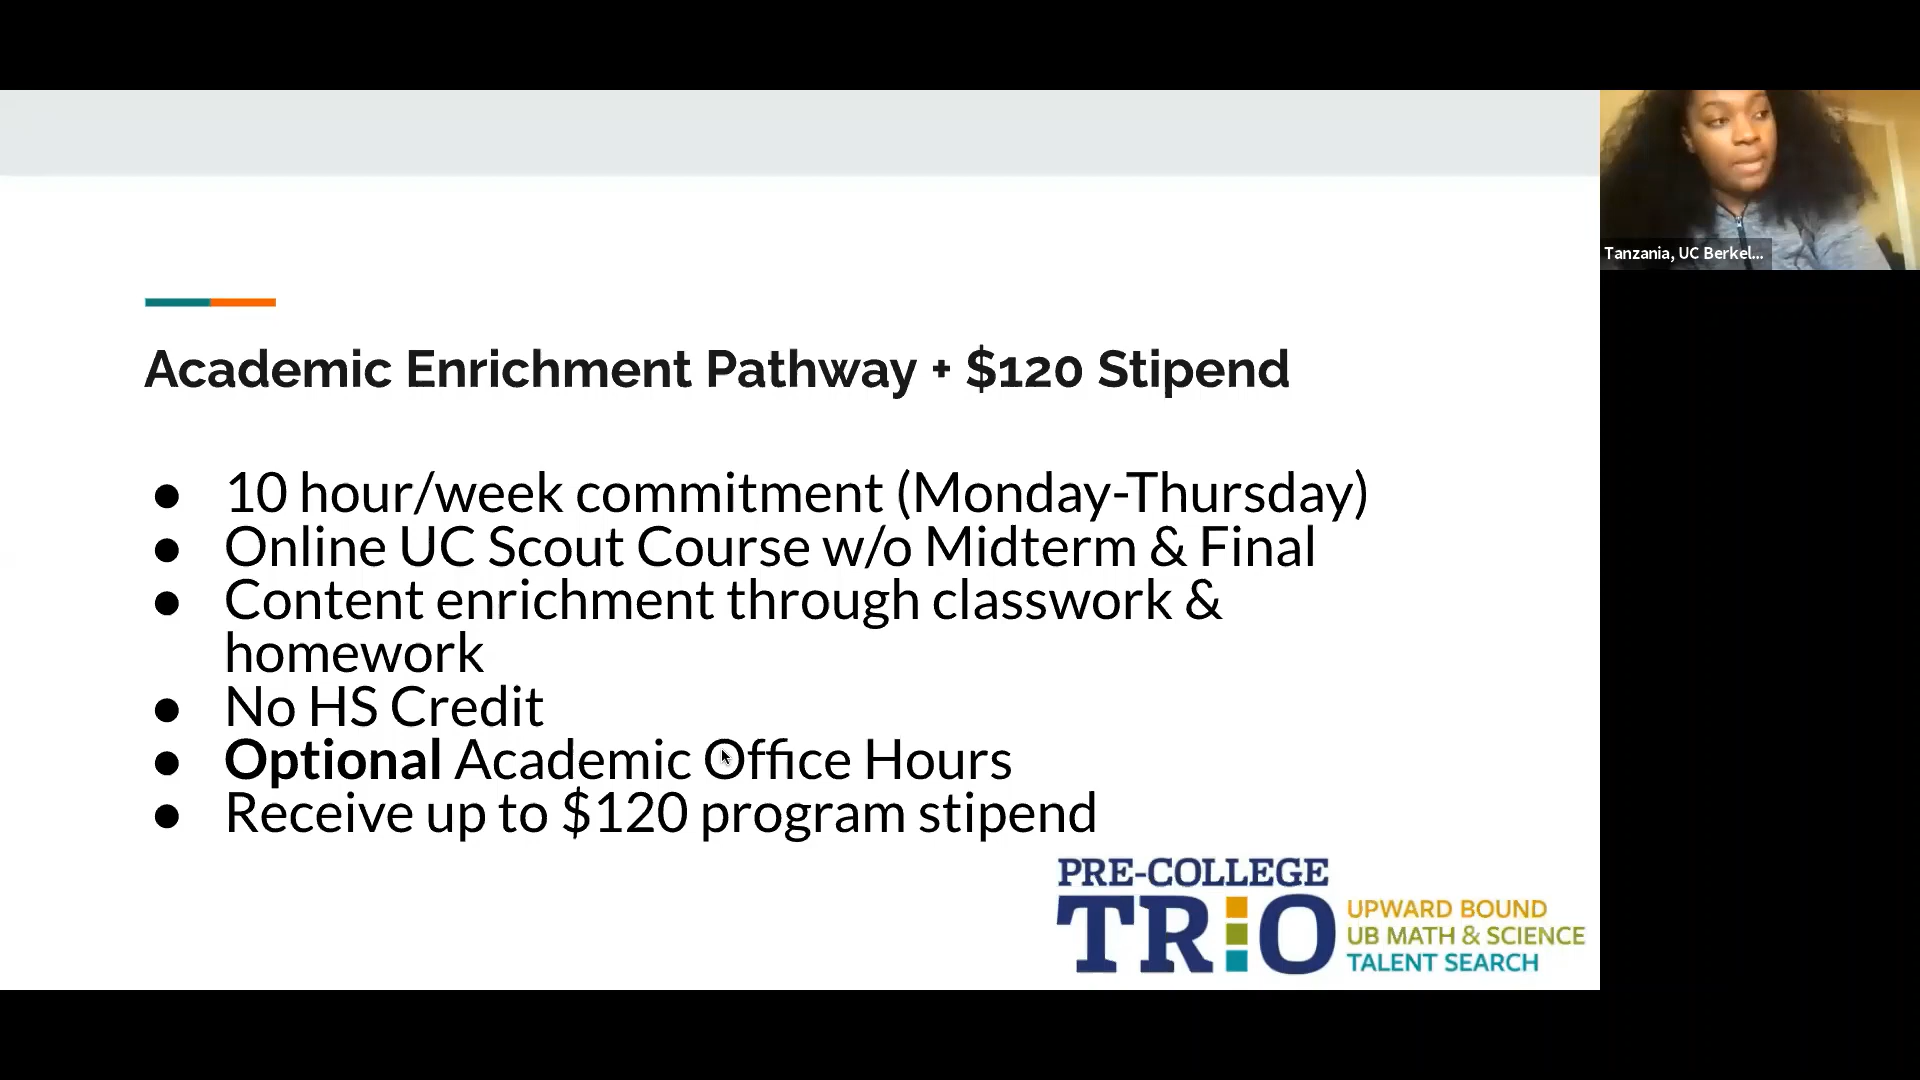 Tanzania, UC Berkel...
Academic Enrichment Pathway + $120 Stipend
● 10 hour/week commitment (Monday-Thursday)
● Online UC Scout Course w/o Midterm & Final
● Content enrichment through classwork &
homework
● No HS Credit
● Optional Academic Office Hours
● Receive up to $120 program stipend
PRE-COLLEGE
TRIO
UPWARD BOUND
UB MATH & SCIENCE
TALENT SEARCH